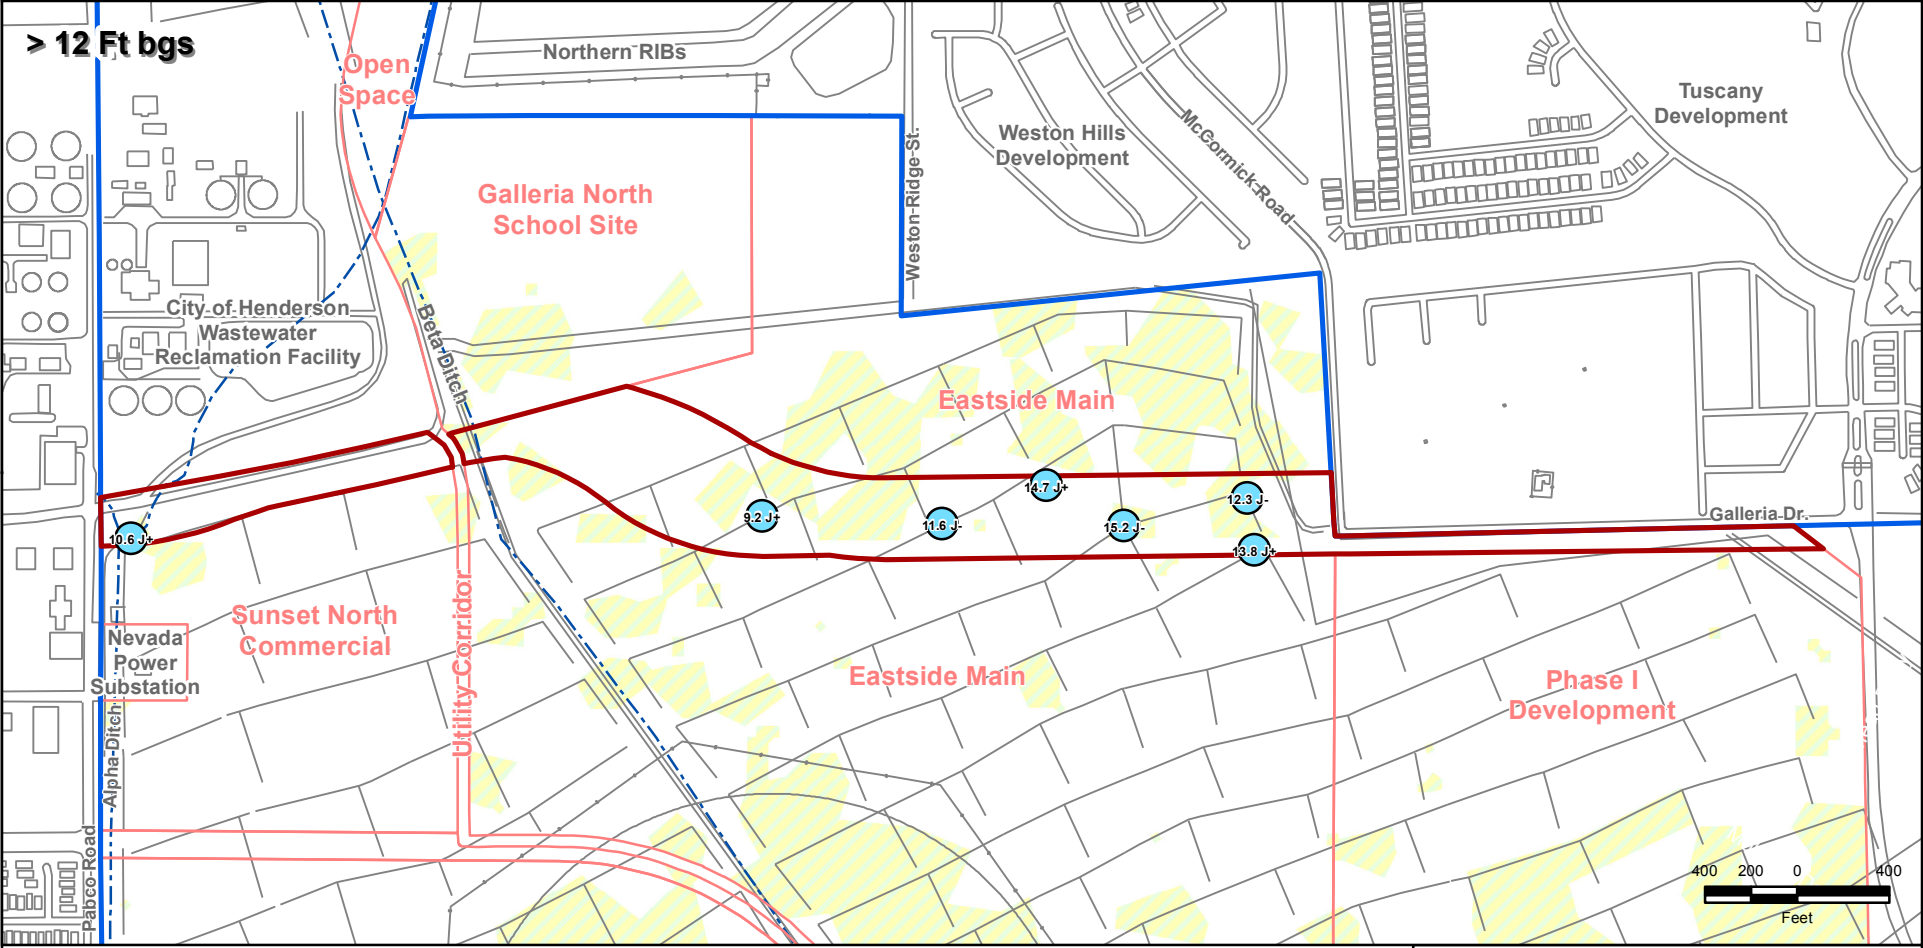 > 12 Ft bgs
Open
Space
Northern RIBs
Tuscany
Development
Weston Hills
Development
McCormick Road
Weston Ridge St.
Galleria North
School Site
City of Henderson
Wastewater
Reclamation Facility
Beta Ditch
Eastside Main
14.7 J+
12.3 J-
9.2 J+
11.6 J-
15.2 J-
10.6 J+
13.8 J+
Galleria Dr.
Sunset North
Commercial
Nevada
Power
Substation
Utility Corridor
Eastside Main
Phase I
Development
Alpha Ditch
Pabco Road
400 200 0 400
Feet